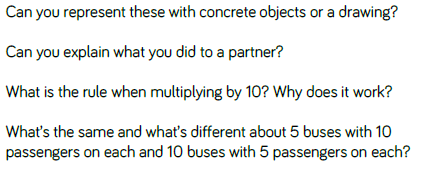 Can you represent these with concrete objects or a drawing?
Can you explain what you did to a partner?
What is the rule when multiplying by 10? Why does it work?
What's the same and what's different about 5 buses with 10
passengers on each and 10 buses with 5 passengers on each?